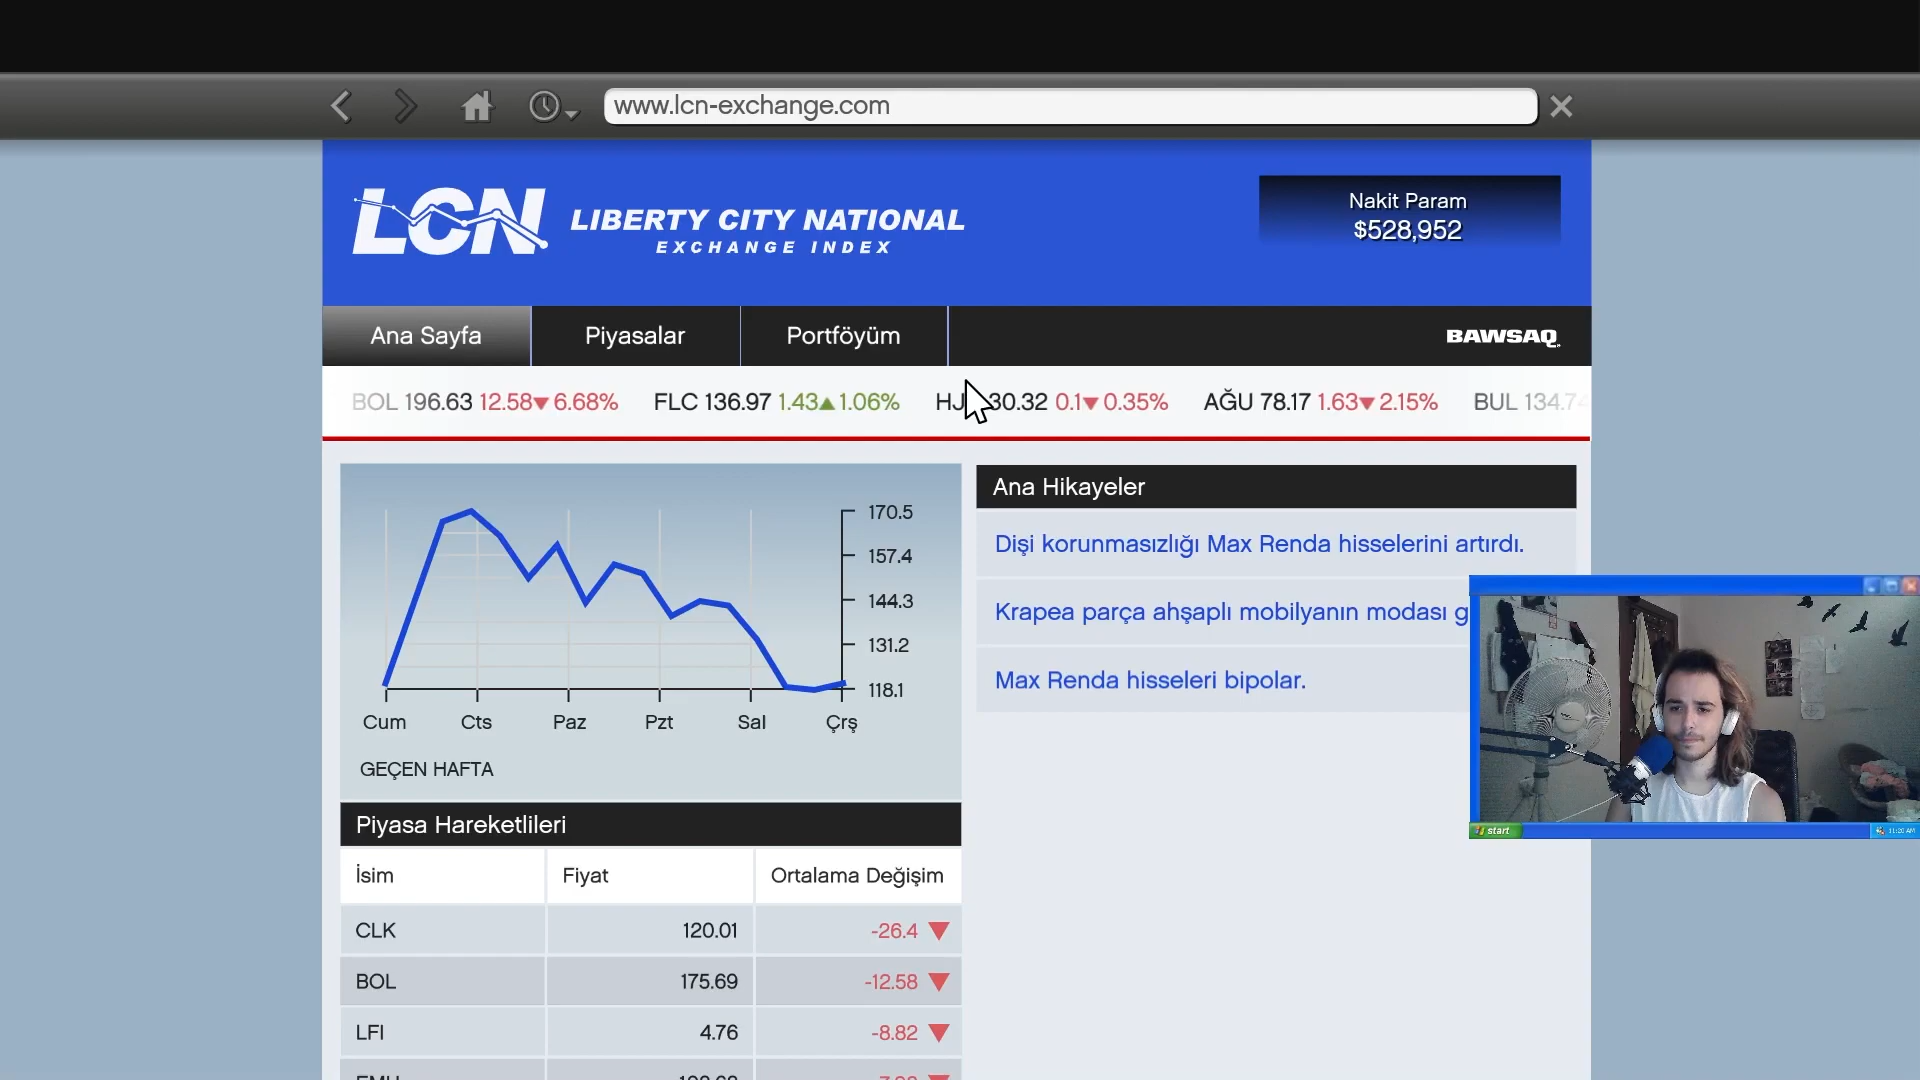 www.lcn-exchange.com
LCN LIBERTY CITY NATIONAL
EXCHANGE INDEX
Nakit Param
$528,952
Ana Sayfa Piyasalar Portföyüm BAWSAQ
BOL 196.63 12.58▼6.68% FLC 136.97 1.43▲1.06% 30.32 0.1▼0.35% AĞU 78.17 1.63▼2.15% BUL 134.74
170.5
157.4
144.3
131.2
118.1
Cum Cts Paz Pzt Sal Çrş
GEÇEN HAFTA
Ana Hikayeler
Dişi korunmasızlığı Max Renda hisselerini artırdı.
Krapea parça ahşaplı mobilyanın modası
Max Renda hisseleri bipolar.
Piyasa Hareketlileri
İsim Fiyat Ortalama Değişim
CLK 120.01 -26.4 ▼
BOL 175.69 -12.58 ▼
LFI 4.76 -8.82 ▼
start
11:20 AM